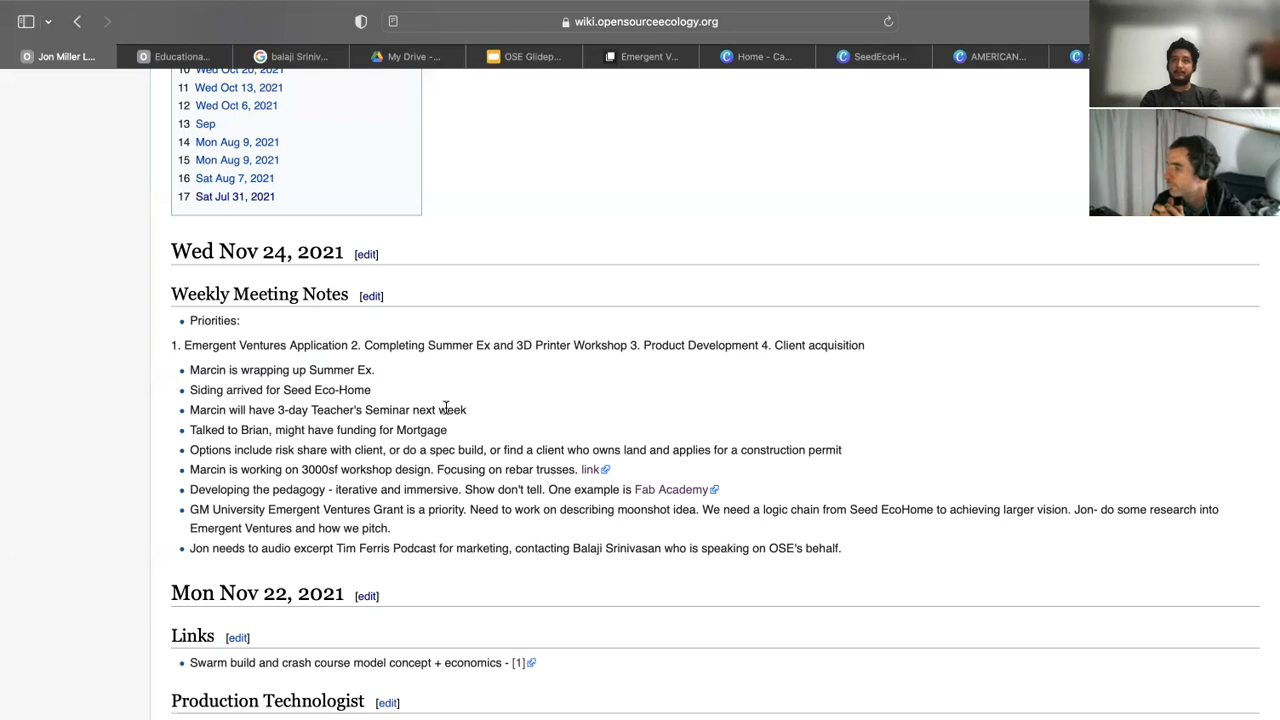 wiki.opensourceecology.org
Jon Miller L... Educationa... balaji Sriniv... My Drive -... OSE Glidep... Emergent V... Home - Ca... SeedEcoH... AMERICAN...
10 Wed Oct 20, 2021
11 Wed Oct 13, 2021
12 Wed Oct 6, 2021
13 Sep
14 Mon Aug 9, 2021
15 Mon Aug 9, 2021
16 Sat Aug 7, 2021
17 Sat Jul 31, 2021
Wed Nov 24, 2021 [edit]
Weekly Meeting Notes [edit]
Priorities:
1. Emergent Ventures Application 2. Completing Summer Ex and 3D Printer Workshop 3. Product Development 4. Client acquisition
Marcin is wrapping up Summer Ex.
Siding arrived for Seed Eco-Home
Marcin will have 3-day Teacher's Seminar next week
Talked to Brian, might have funding for Mortgage
Options include risk share with client, or do a spec build, or find a client who owns land and applies for a construction permit
Marcin is working on 3000sf workshop design. Focusing on rebar trusses. link
Developing the pedagogy - iterative and immersive. Show don't tell. One example is Fab Academy
GM University Emergent Ventures Grant is a priority. Need to work on describing moonshot idea. We need a logic chain from Seed EcoHome to achieving larger vision. Jon- do some research into
Emergent Ventures and how we pitch.
Jon needs to audio excerpt Tim Ferris Podcast for marketing, contacting Balaji Srinivasan who is speaking on OSE's behalf.
Mon Nov 22, 2021 [edit]
Links [edit]
Swarm build and crash course model concept + economics - [1]
Production Technologist [edit]